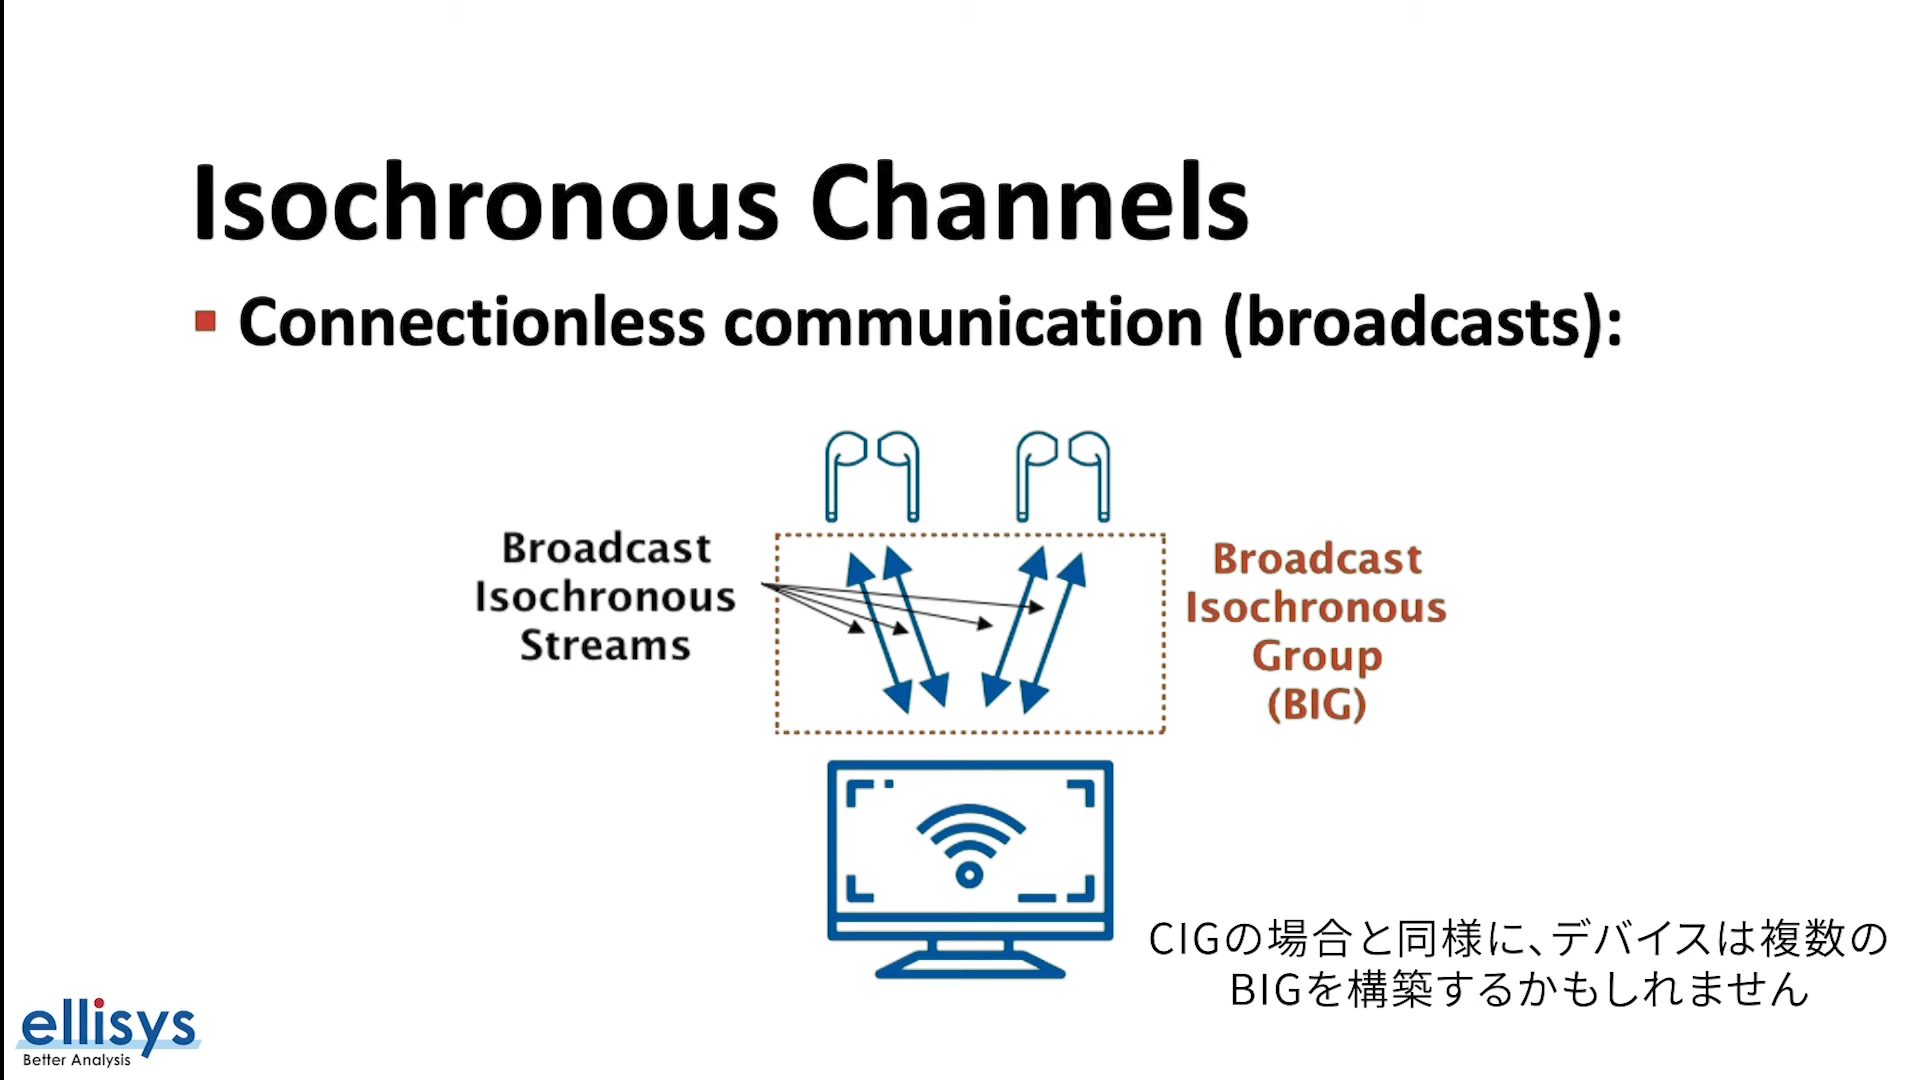 Isochronous Channels
Connectionless communication (broadcasts):
Broadcast
Isochronous
Streams
Broadcast
Isochronous
Group
(BIG)
CIGの場合と同様に、デバイスは複数の
BIGを構築するかもしれません
ellisys
Better Analysis